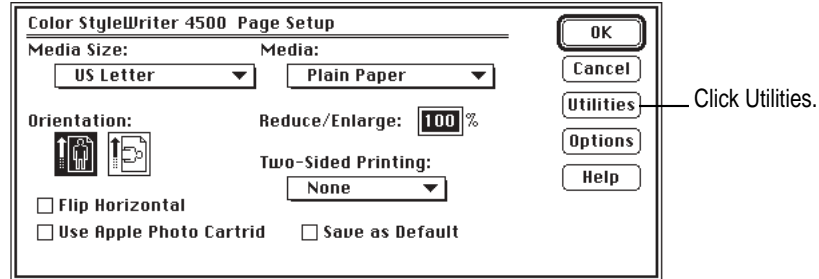 Color StyleWriter 4500 Page Setup
OK
Media Size:
Media:
US Letter
Plain Paper
Cancel
Utilities
Click Utilities.
Orientation:
Reduce/Enlarge: 100 %
Options
Two-Sided Printing:
None
Help
Flip Horizontal
Use Apple Photo Cartrid
Save as Default